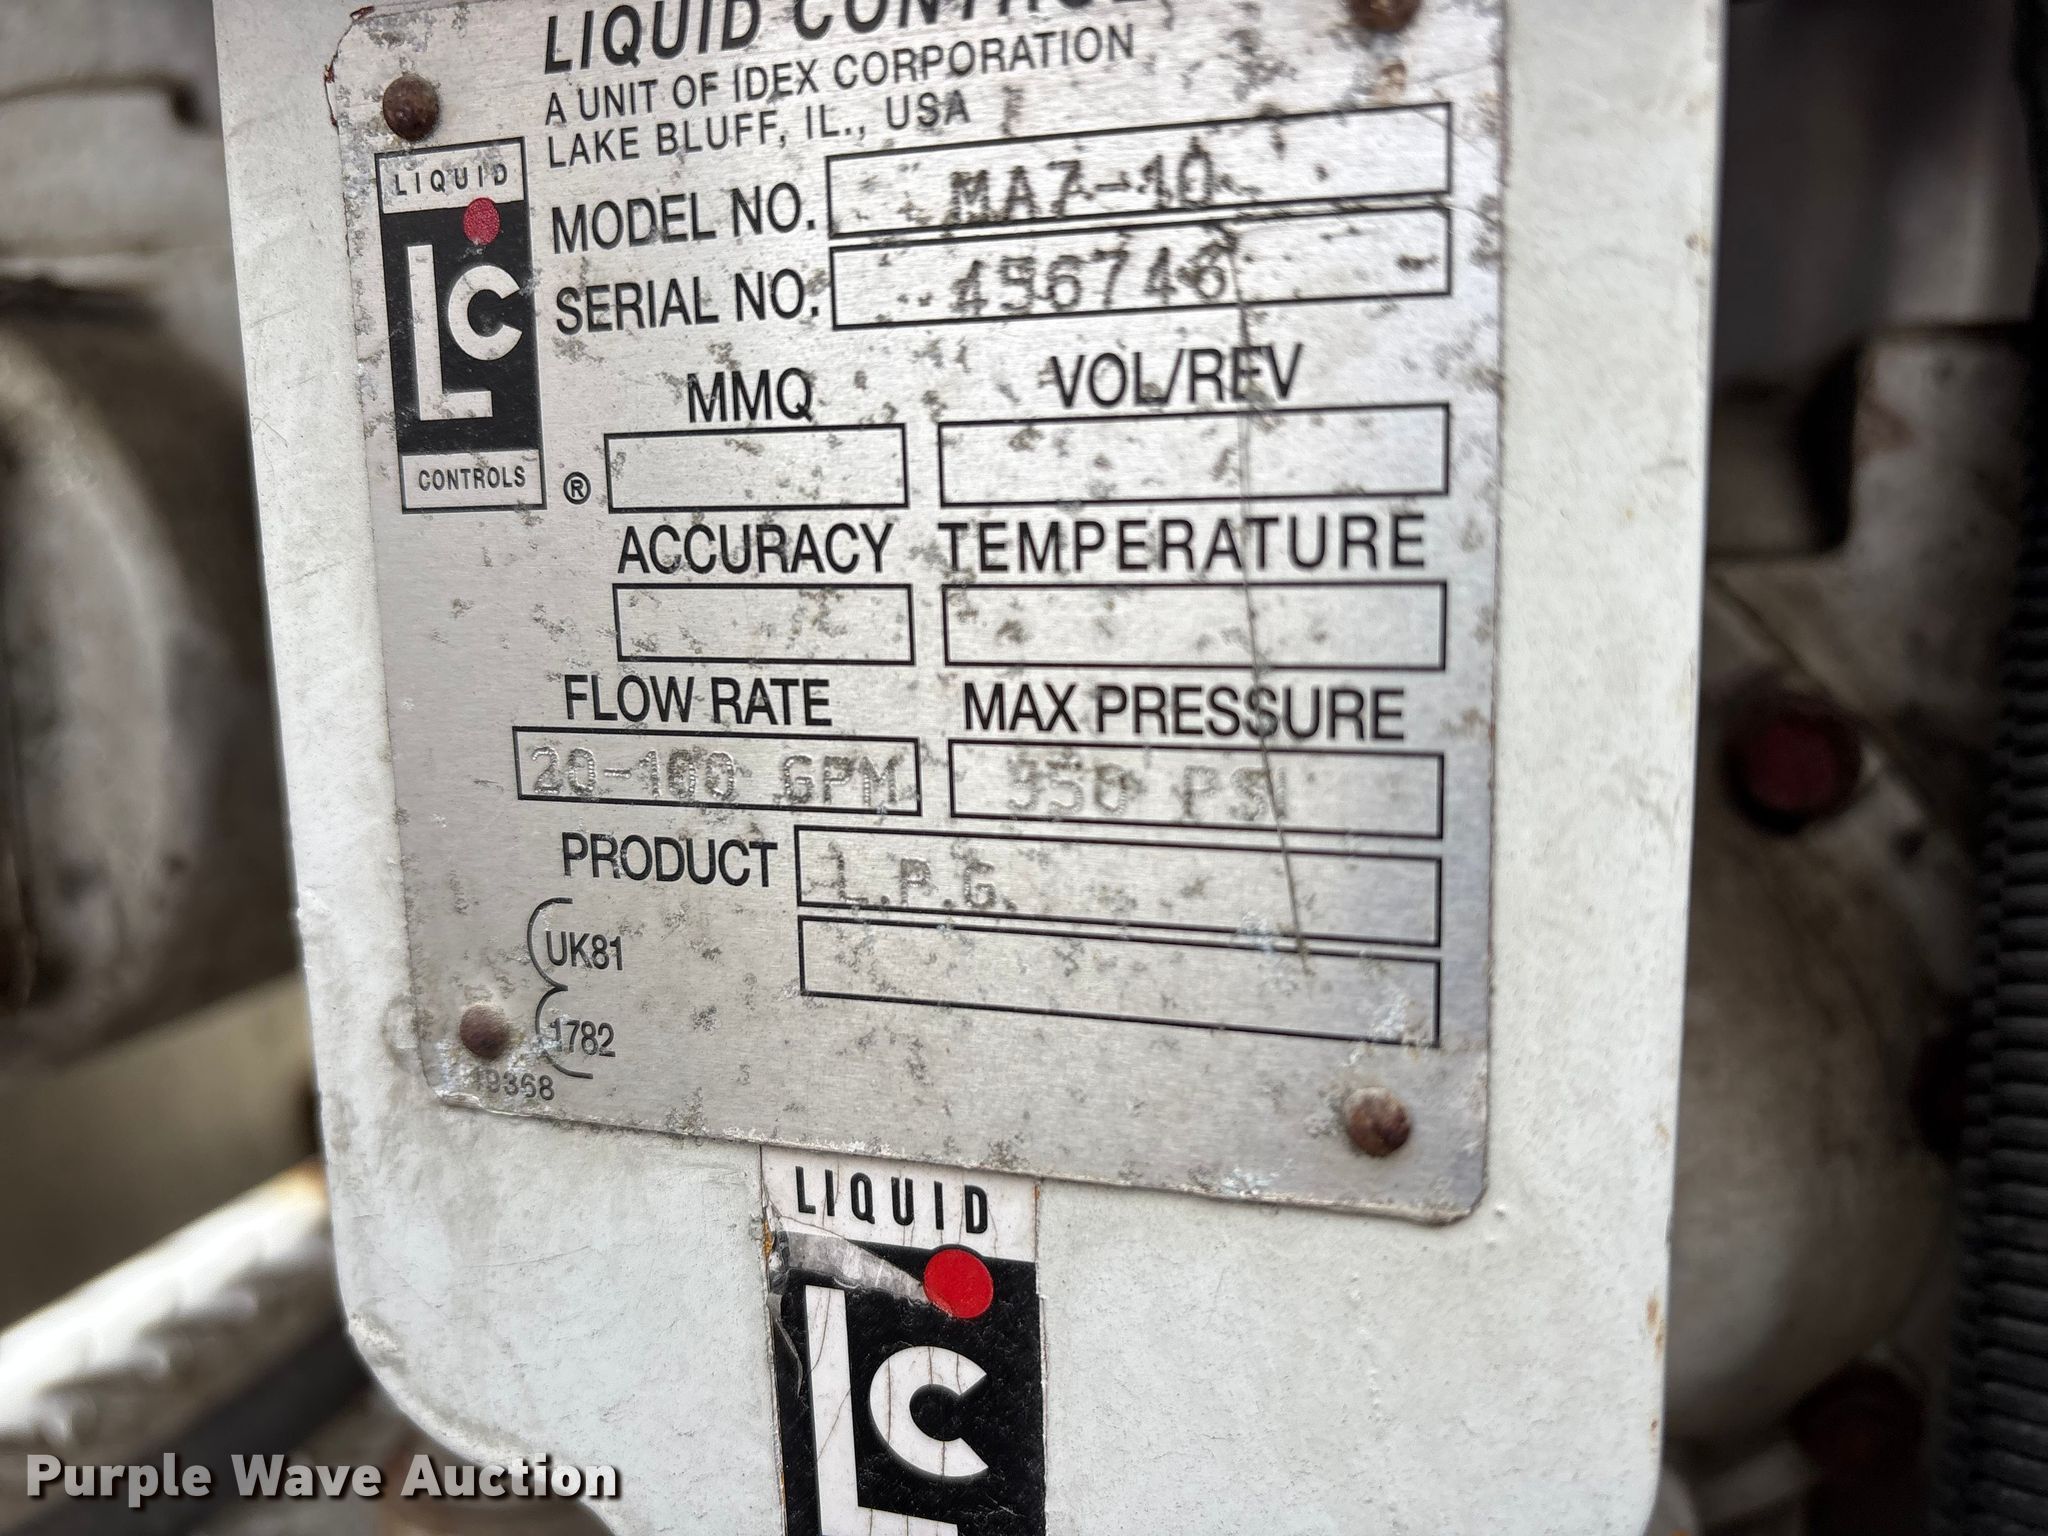 LIQUID CONTROLS
A UNIT OF IDEX CORPORATION
LAKE BLUFF, IL., USA
LIQUID
LC
CONTROLS
®
MODEL NO. MA7-10
SERIAL NO. 456746
MMQ VOL/REV
ACCURACY TEMPERATURE
FLOW RATE MAX PRESSURE
20-100 GPM 350 PSI
PRODUCT L.P.G.
UK81
1782
49368
LIQUID
LC
Purple Wave Auction